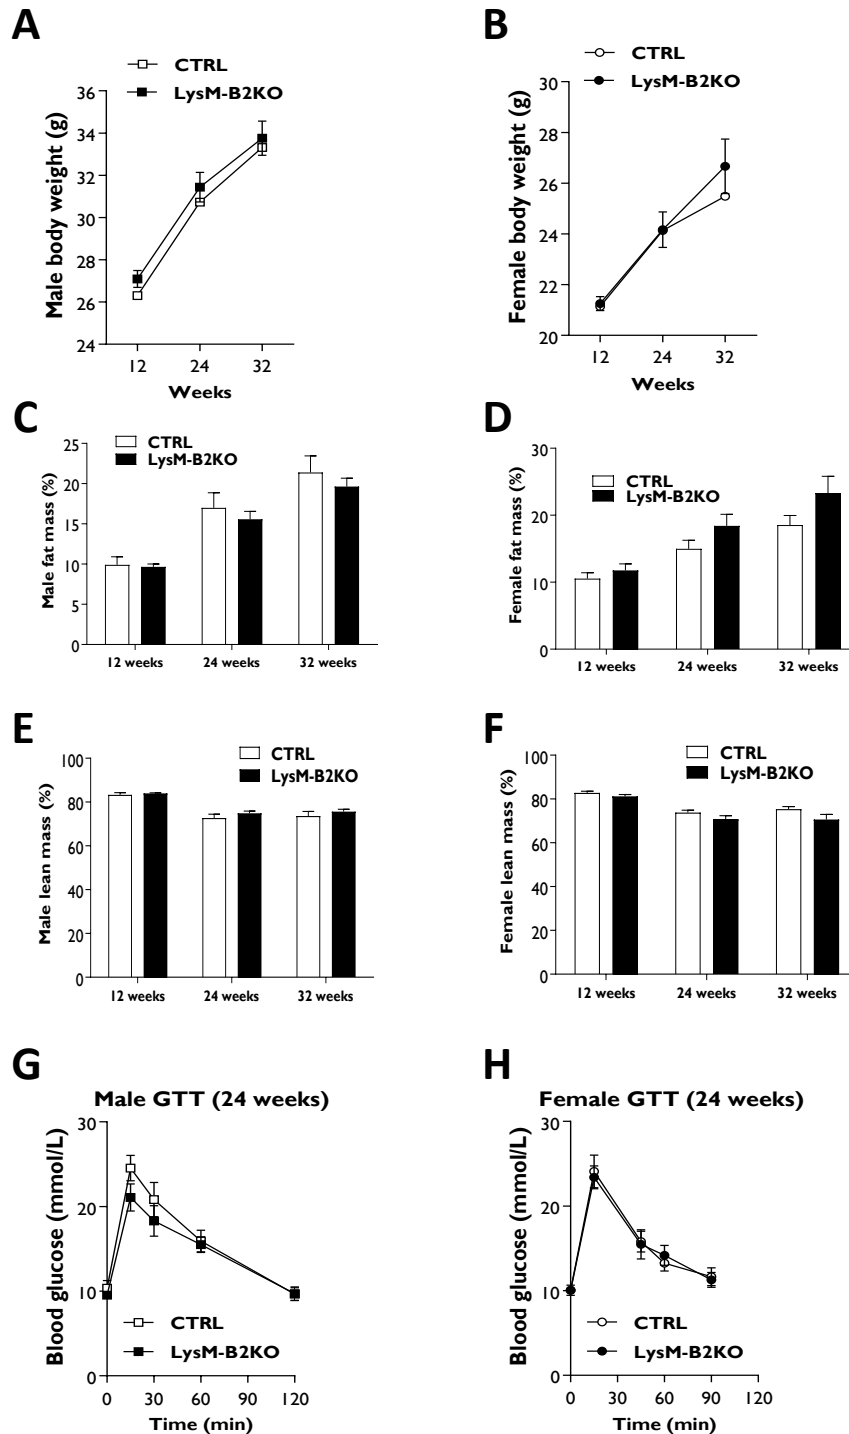 A
CTRL
LysM-B2KO
Male body weight (g)
36
34
32
30
28
26
24
12 24 32
Weeks
B
CTRL
LysM-B2KO
Female body weight (g)
30
28
26
24
22
20
12 24 32
Weeks
C
CTRL
LysM-B2KO
Male fat mass (%)
25
20
15
10
5
0
12 weeks 24 weeks 32 weeks
D
CTRL
LysM-B2KO
Female fat mass (%)
30
20
10
0
12 weeks 24 weeks 32 weeks
E
CTRL
LysM-B2KO
Male lean mass (%)
100
80
60
40
20
0
12 weeks 24 weeks 32 weeks
F
CTRL
LysM-B2KO
Female lean mass (%)
100
80
60
40
20
0
12 weeks 24 weeks 32 weeks
G
Male GTT (24 weeks)
Blood glucose (mmol/L)
30
20
10
0
CTRL
LysM-B2KO
0 30 60 90 120
Time (min)
H
Female GTT (24 weeks)
Blood glucose (mmol/L)
30
20
10
0
CTRL
LysM-B2KO
0 30 60 90 120
Time (min)